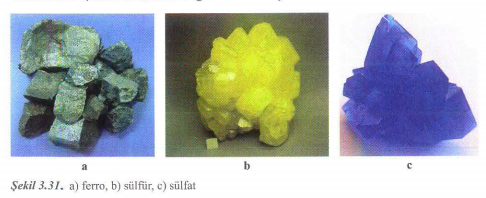 a b c
Şekil 3.31. a) ferro, b) sülfür, c) sülfat